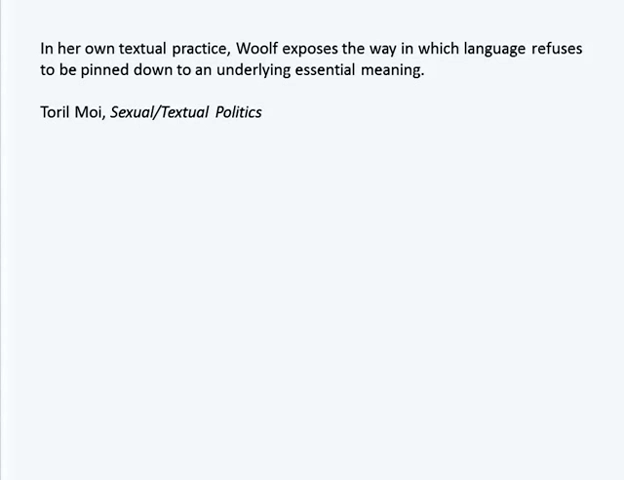 In her own textual practice, Woolf exposes the way in which language refuses
to be pinned down to an underlying essential meaning.
Toril Moi, Sexual/Textual Politics